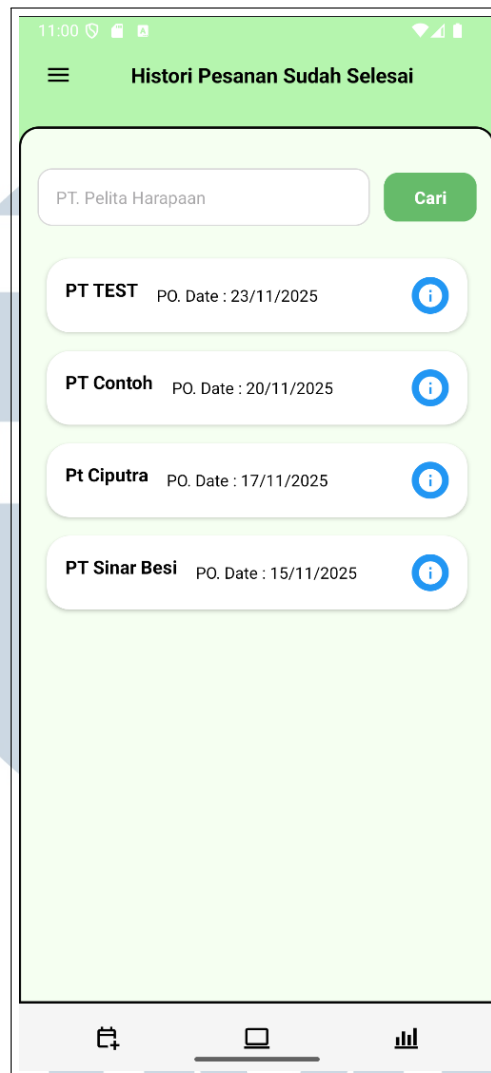 11:00
Histori Pesanan Sudah Selesai
PT. Pelita Harapaan
Cari
PT TEST PO. Date : 23/11/2025
PT Contoh PO. Date : 20/11/2025
Pt Ciputra PO. Date : 17/11/2025
PT Sinar Besi PO. Date : 15/11/2025